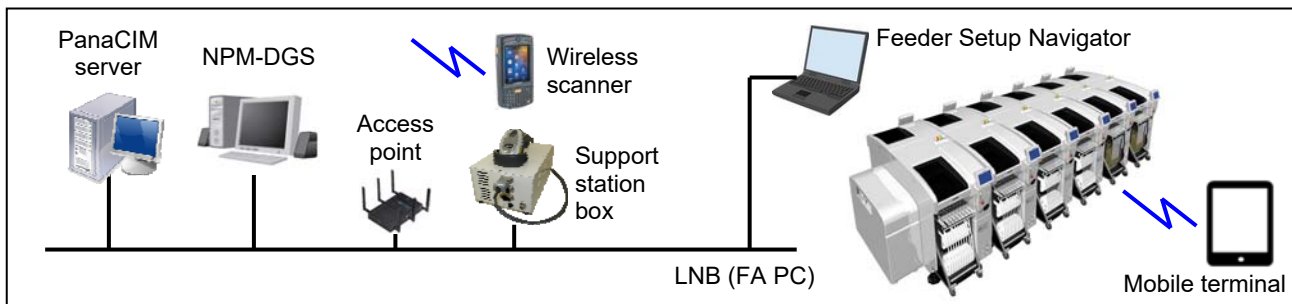 PanaCIM
server
NPM-DGS
Access
point
Wireless
scanner
Support
station
box
Feeder Setup Navigator
LNB (FA PC)
Mobile terminal